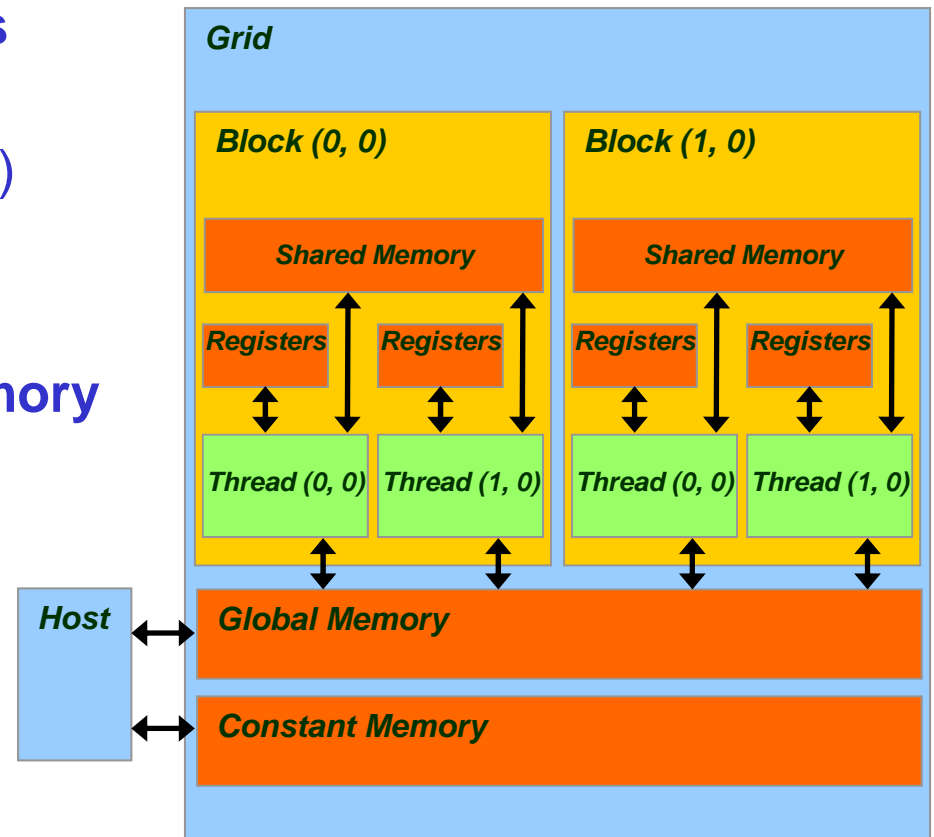 s
)
mory
Grid
Block (0, 0)
Block (1, 0)
Shared Memory
Shared Memory
Registers
Registers
Registers
Registers
Thread (0, 0)
Thread (1, 0)
Thread (0, 0)
Thread (1, 0)
Host
Global Memory
Constant Memory